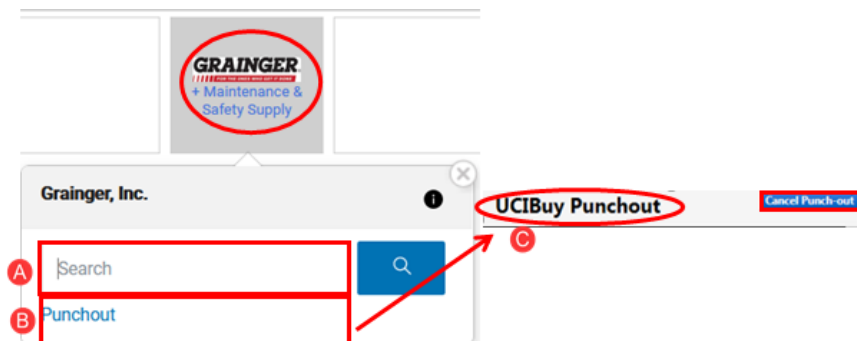 GRAINGER
FOR THE ONES WHO GET IT DONE
+ Maintenance &
Safety Supply
Grainger, Inc.
A
Search
B
Punchout
UCIBuy Punchout
Cancel Punch-out
C